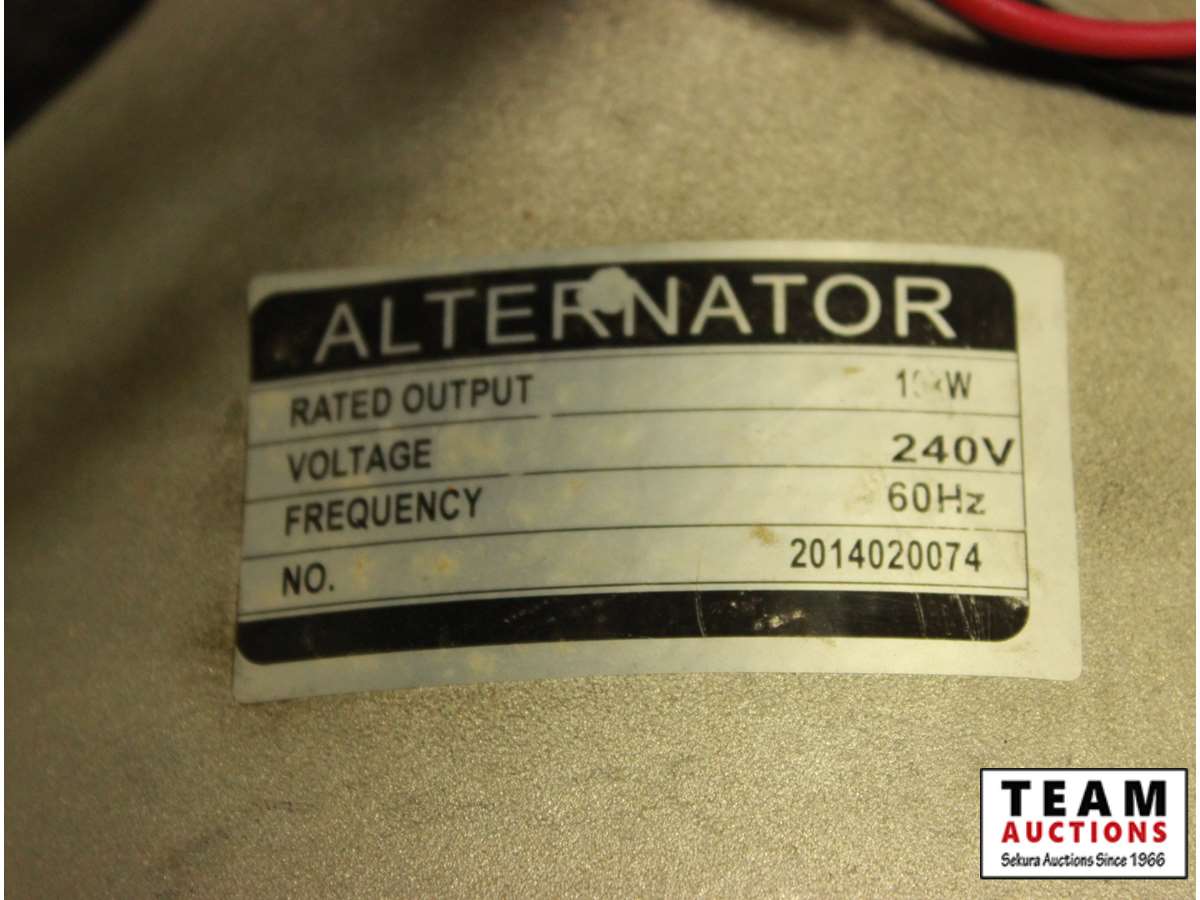 ALTERNATOR
RATED OUTPUT
VOLTAGE 240V
FREQUENCY 60Hz
NO. 2014020074
TEAM
AUCTIONS
Sekura Auctions Since 1966